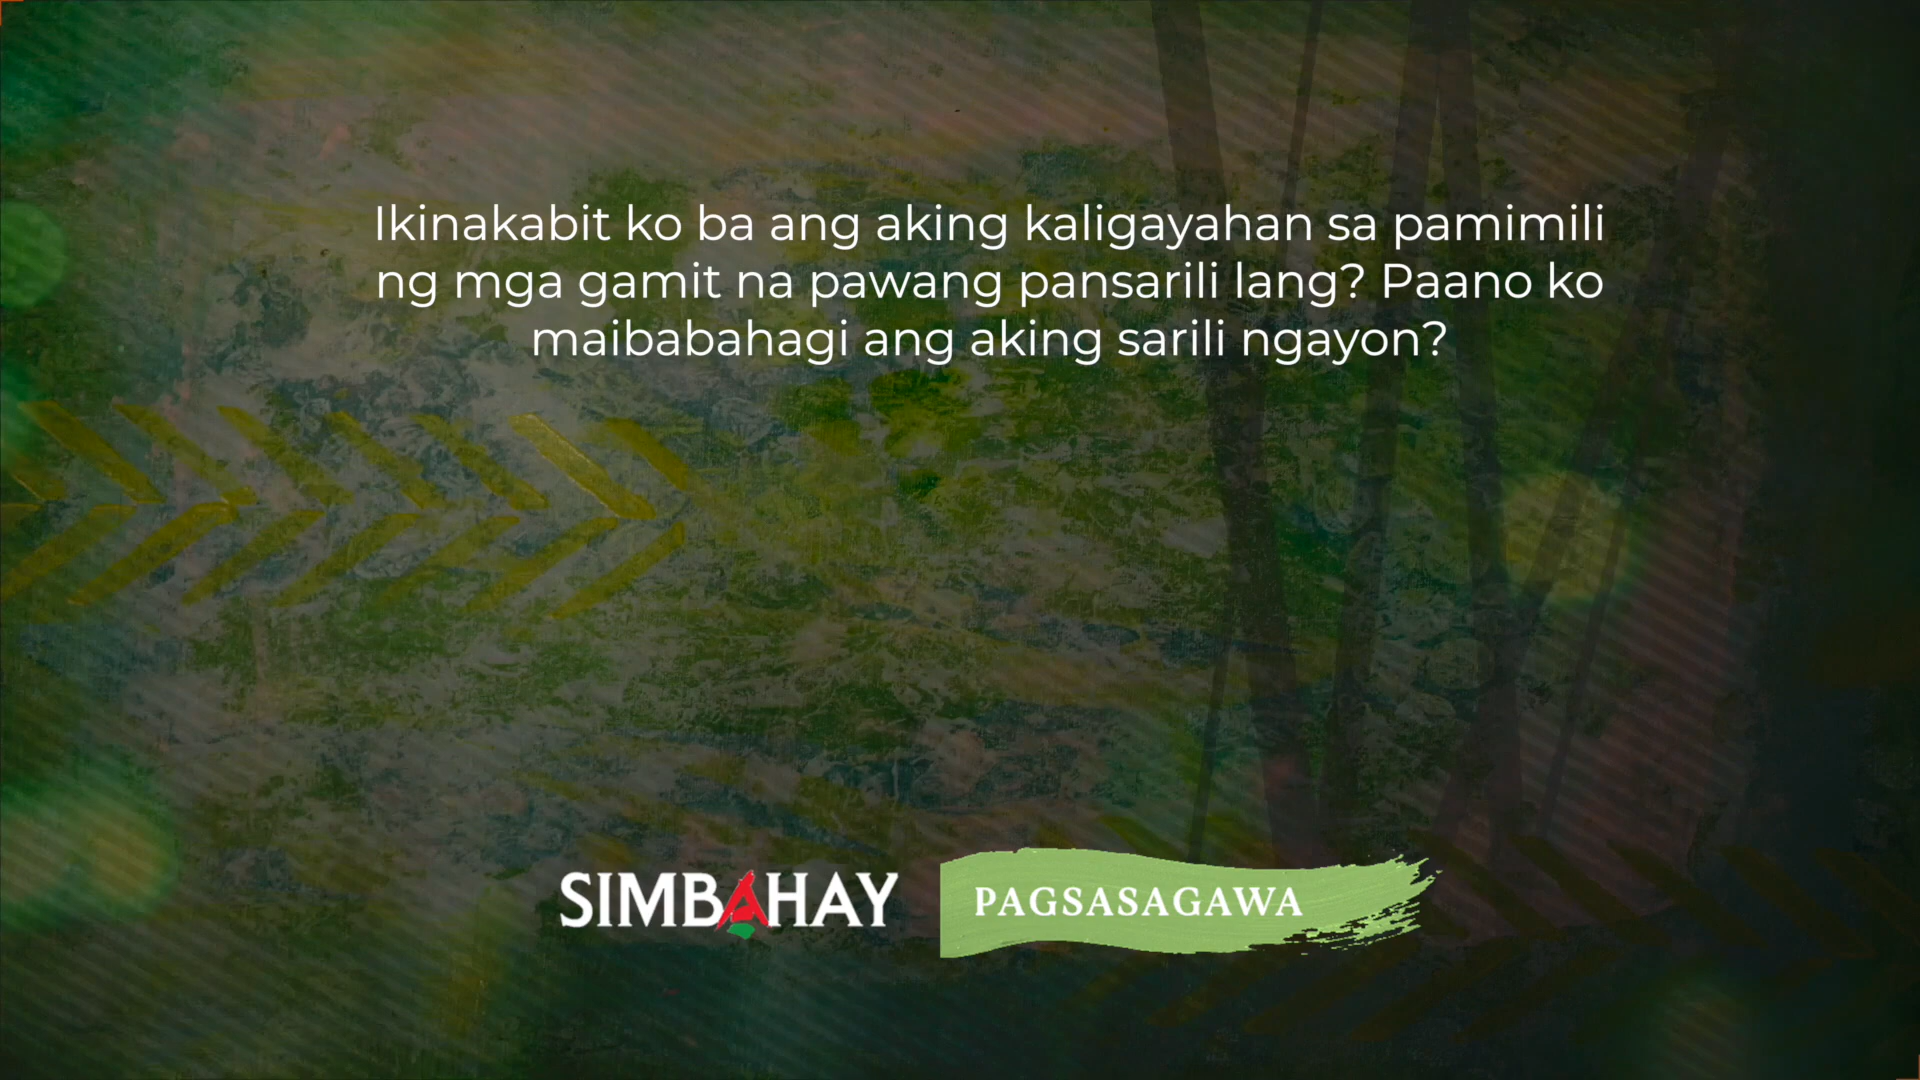 Ikinakabit ko ba ang aking kaligayahan sa pamimili
ng mga gamit na pawang pansarili lang? Paano ko
maibabahagi ang aking sarili ngayon?
SIMBAHAY
PAGSASAGAWA